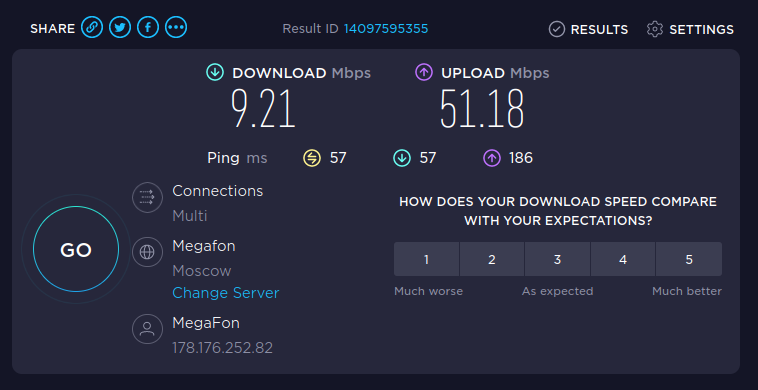 SHARE Result ID 14097595355 RESULTS SETTINGS
DOWNLOAD Mbps UPLOAD Mbps
9.21 51.18
Ping ms 57 57 186
Connections
Multi
Megafon
Moscow
Change Server
MegaFon
178.176.252.82
GO
HOW DOES YOUR DOWNLOAD SPEED COMPARE
WITH YOUR EXPECTATIONS?
1 2 3 4 5
Much worse As expected Much better